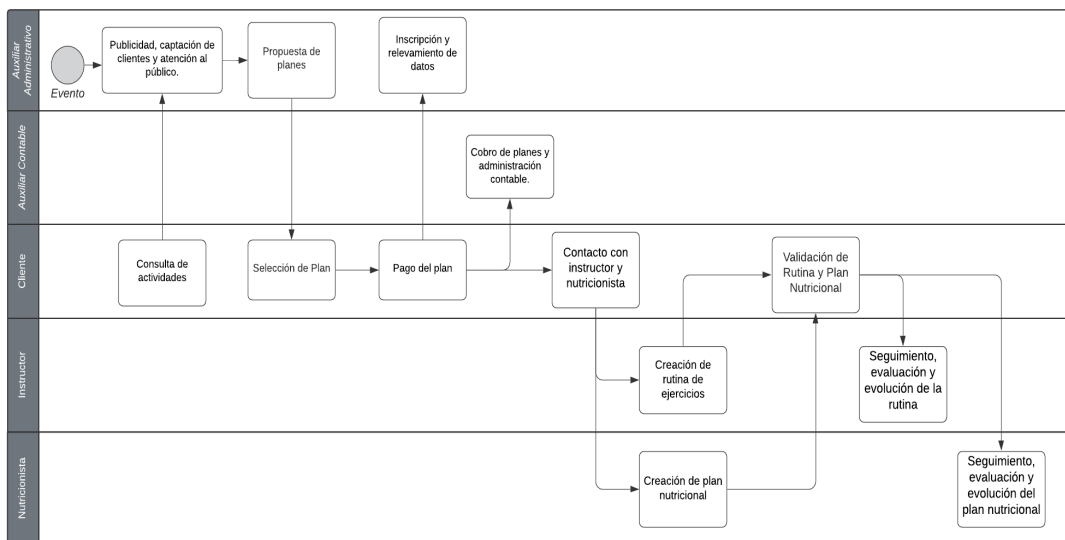 Auxiliar
Administrativo
Evento
Publicidad, captación de
clientes y atención al
público.
Propuesta de
planes
Inscripción y
relevamiento de
datos
Auxiliar Contable
Cobro de planes y
administración
contable.
Cliente
Consulta de
actividades
Selección de Plan
Pago del plan
Contacto con
instructor y
nutricionista
Validación de
Rutina y Plan
Nutricional
Instructor
Creación de
rutina de
ejercicios
Seguimiento,
evaluación y
evolución de la
rutina
Nutricionista
Creación de plan
nutricional
Seguimiento,
evaluación y
evolución del
plan nutricional